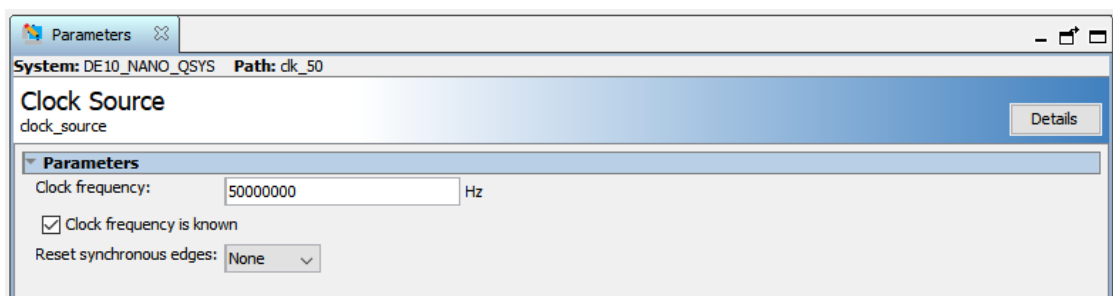 Parameters
System: DE10_NANO_QSYS Path: clk_50
Clock Source
clock_source
Details
Parameters
Clock frequency: 50000000 Hz
Clock frequency is known
Reset synchronous edges: None